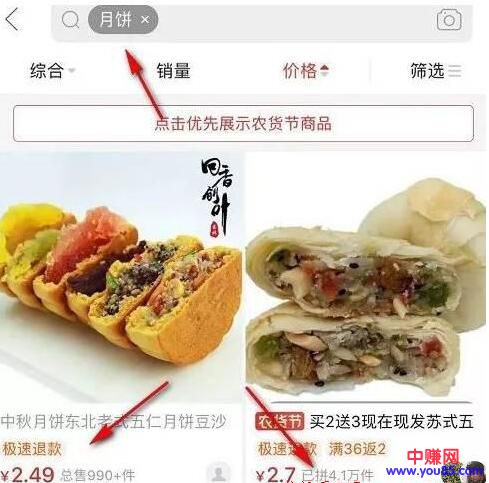 月饼 ×
综合 销量 价格 筛选
点击优先展示农货节商品
回香创叶
中秋月饼东北老式五仁月饼豆沙
极速退款
¥2.49 总售990+件
农货节 买2送3现在现发苏式五
极速退款 满36返2
¥2.7 已拼4.1万件
中赚网
www.you85.com